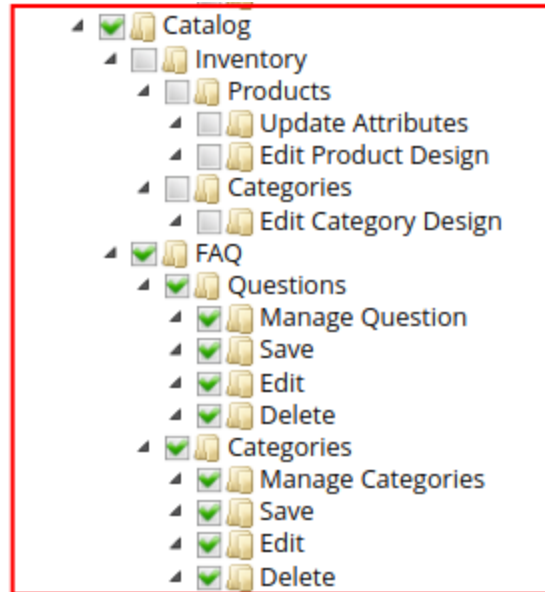 Catalog
Inventory
Products
Update Attributes
Edit Product Design
Categories
Edit Category Design
FAQ
Questions
Manage Question
Save
Edit
Delete
Categories
Manage Categories
Save
Edit
Delete